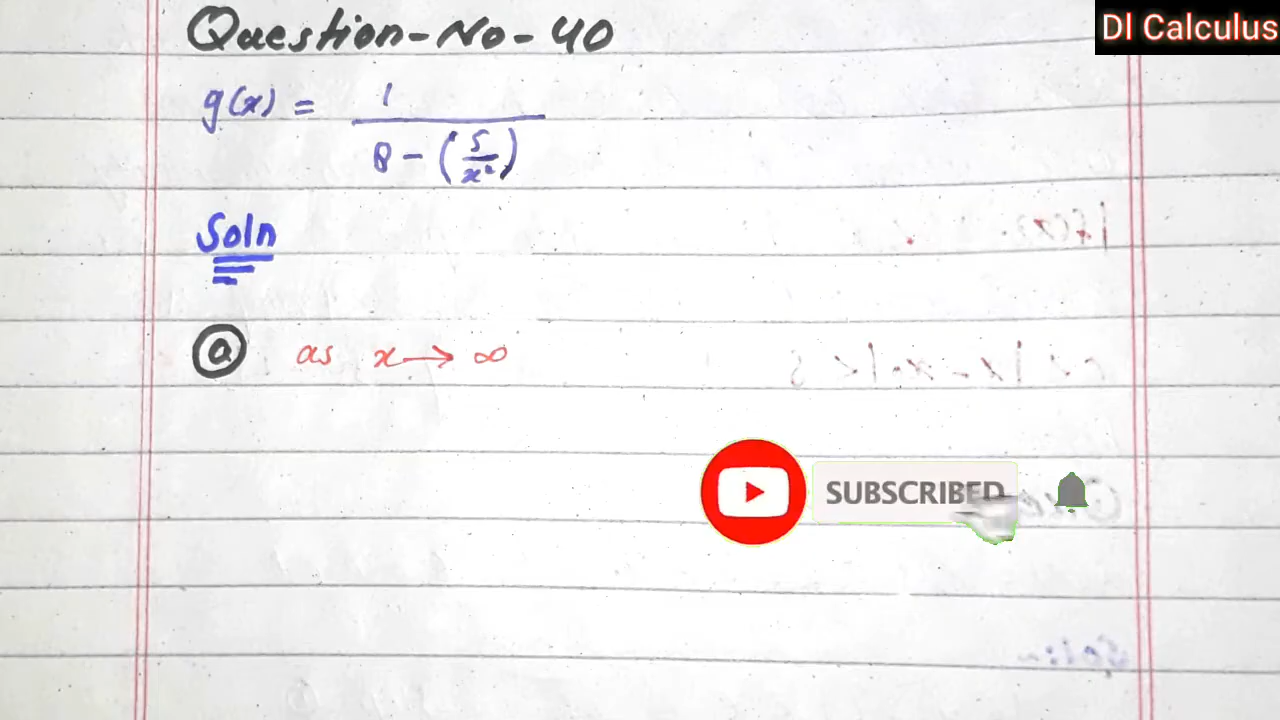 DI Calculus
Question-No-40
g(x) = 1 / (8 - (5/x²))
Soln
a as x → ∞
SUBSCRIBED